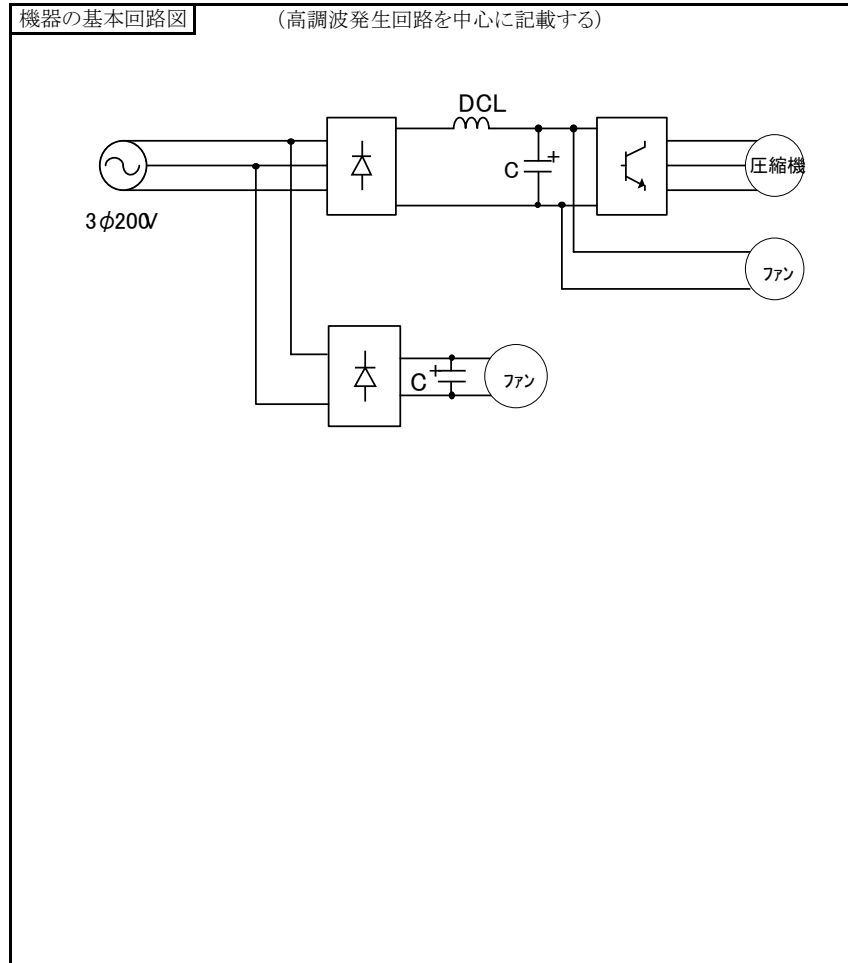 機器の基本回路図 (高調波発生回路を中心に記載する)
DCL
C +
圧縮機
3φ200V
ファン
C +
ファン